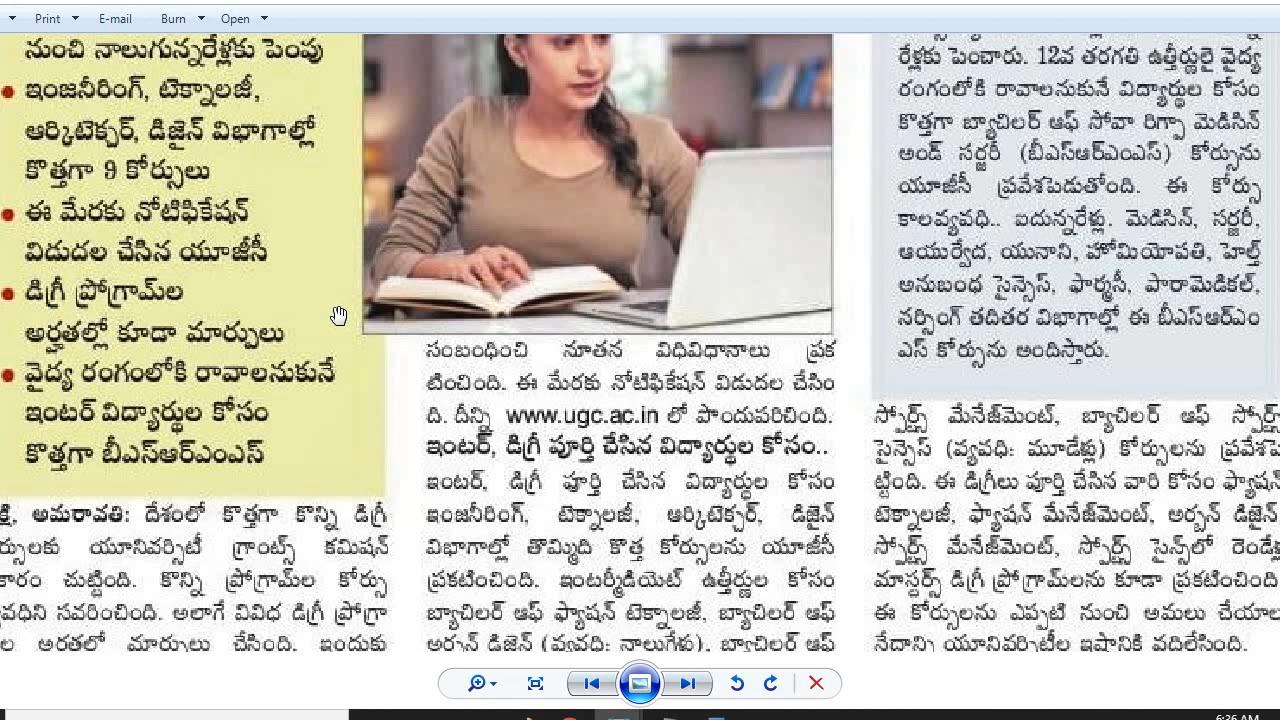 Print E-mail Burn Open
నుంచి నాలుగున్నరేళ్లకు పెంపు
ఇంజనీరింగ్, టెక్నాలజీ,
ఆర్కిటెక్చర్, డిజైన్ విభాగాల్లో
కొత్తగా 9 కోర్సులు
ఈ మేరకు నోటిఫికేషన్
విడుదల చేసిన యూజీసీ
డిగ్రీ ప్రోగ్రామ్‌ల
అర్హతల్లో కూడా మార్పులు
వైద్య రంగంలోకి రావాలనుకునే
ఇంటర్ విద్యార్థుల కోసం
కొత్తగా బీఎస్ఆర్ఎంఎస్
క్షి, అమరావతి: దేశంలో కొత్తగా కొన్ని డిగ్రీ
ర్సులకు యూనివర్సిటీ గ్రాంట్స్ కమిషన్
కారం చుట్టింది. కొన్ని ప్రోగ్రామ్‌ల కోర్సు
వధిని సవరించింది. అలాగే వివిధ డిగ్రీ ప్రోగ్రా
ల అర్హతల్లో మార్పులు చేసింది. ఇందుకు
సంబంధించి నూతన విధివిధానాలు ప్రక
టించింది. ఈ మేరకు నోటిఫికేషన్ విడుదల చేసిం
ది. దీన్ని www.ugc.ac.in లో పొందుపరిచింది.
ఇంటర్, డిగ్రీ పూర్తి చేసిన విద్యార్థుల కోసం..
ఇంటర్, డిగ్రీ పూర్తి చేసిన విద్యార్థుల కోసం
ఇంజనీరింగ్, టెక్నాలజీ, ఆర్కిటెక్చర్, డిజైన్
విభాగాల్లో తొమ్మిది కొత్త కోర్సులను యూజీసీ
ప్రకటించింది. ఇంటర్మీడియెట్ ఉత్తీర్ణుల కోసం
బ్యాచిలర్ ఆఫ్ ఫ్యాషన్ టెక్నాలజీ, బ్యాచిలర్ ఆఫ్
అర్బన్ డిజైన్ (వ్యవధి: నాలుగేళ్లు), బ్యాచిలర్ ఆఫ్
రేళ్లకు పెంచారు. 12వ తరగతి ఉత్తీర్ణులై వైద్య
రంగంలోకి రావాలనుకునే విద్యార్థుల కోసం
కొత్తగా బ్యాచిలర్ ఆఫ్ సోవా రిగ్పా మెడిసిన్
అండ్ సర్జరీ (బీఎస్ఆర్ఎంఎస్) కోర్సును
యూజీసీ ప్రవేశపెడుతోంది. ఈ కోర్సు
కాలవ్యవధి.. ఐదున్నరేళ్లు. మెడిసిన్, సర్జరీ,
ఆయుర్వేద, యునాని, హోమియోపతి, హెల్త్
అనుబంధ సైన్సెస్, ఫార్మసీ, పారామెడికల్,
నర్సింగ్ తదితర విభాగాల్లో ఈ బీఎస్ఆర్ఎం
ఎస్ కోర్సును అందిస్తారు.
స్పోర్ట్స్ మేనేజ్‌మెంట్, బ్యాచిలర్ ఆఫ్ స్పోర్ట్స్
సైన్సెస్ (వ్యవధి: మూడేళ్లు) కోర్సులను ప్రవేశపె
ట్టింది. ఈ డిగ్రీలు పూర్తి చేసిన వారి కోసం ఫ్యాషన్
టెక్నాలజీ, ఫ్యాషన్ మేనేజ్‌మెంట్, అర్బన్ డిజైన్,
స్పోర్ట్స్ మేనేజ్‌మెంట్, స్పోర్ట్స్ సైన్స్‌లో రెండేళ్ల
మాస్టర్స్ డిగ్రీ ప్రోగ్రామ్‌లను కూడా ప్రకటించింది.
ఈ కోర్సులను ఎప్పటి నుంచి అమలు చేయాల
నేదాన్ని యూనివర్సిటీల ఇష్టానికి వదిలేసింది.
6:36 AM